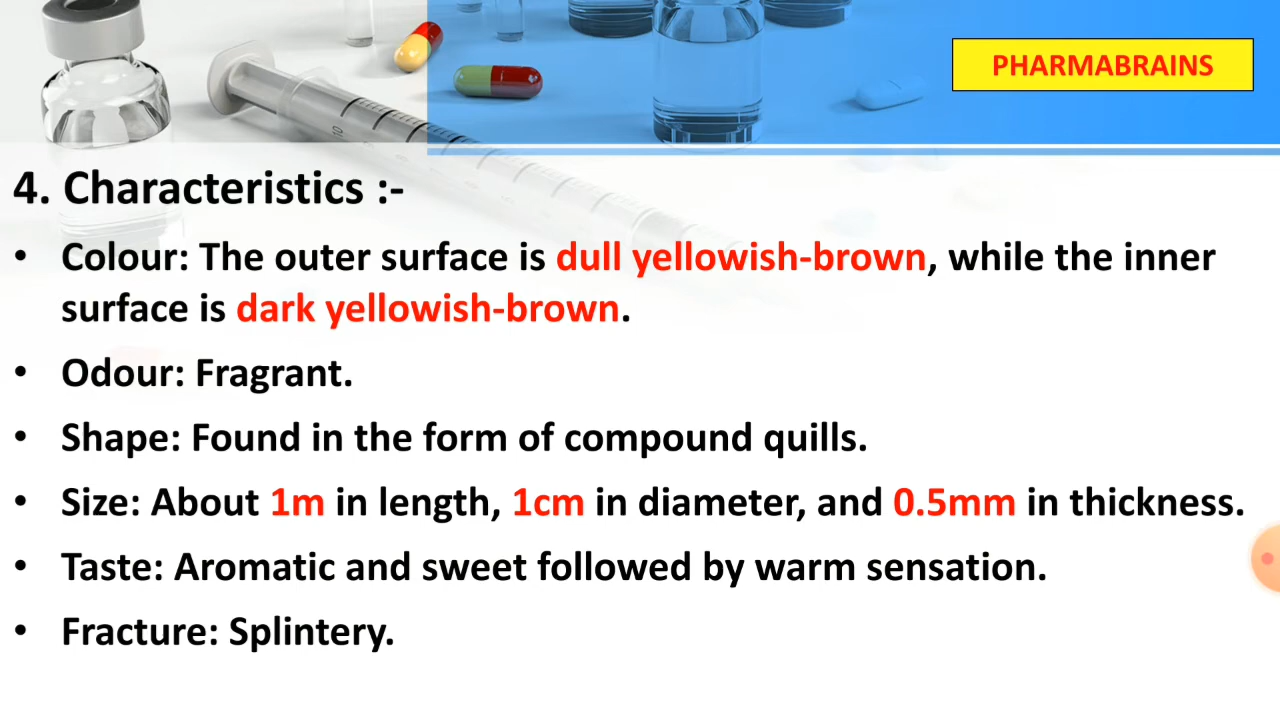 PHARMABRAINS
4. Characteristics :-
• Colour: The outer surface is dull yellowish-brown, while the inner
surface is dark yellowish-brown.
• Odour: Fragrant.
• Shape: Found in the form of compound quills.
• Size: About 1m in length, 1cm in diameter, and 0.5mm in thickness.
• Taste: Aromatic and sweet followed by warm sensation.
• Fracture: Splintery.